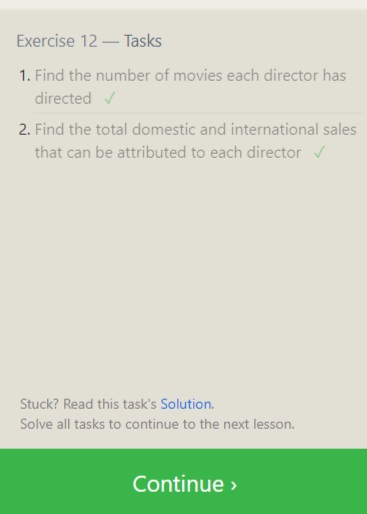 Exercise 12 — Tasks
1. Find the number of movies each director has
directed ✓
2. Find the total domestic and international sales
that can be attributed to each director ✓
Stuck? Read this task's Solution.
Solve all tasks to continue to the next lesson.
Continue ›